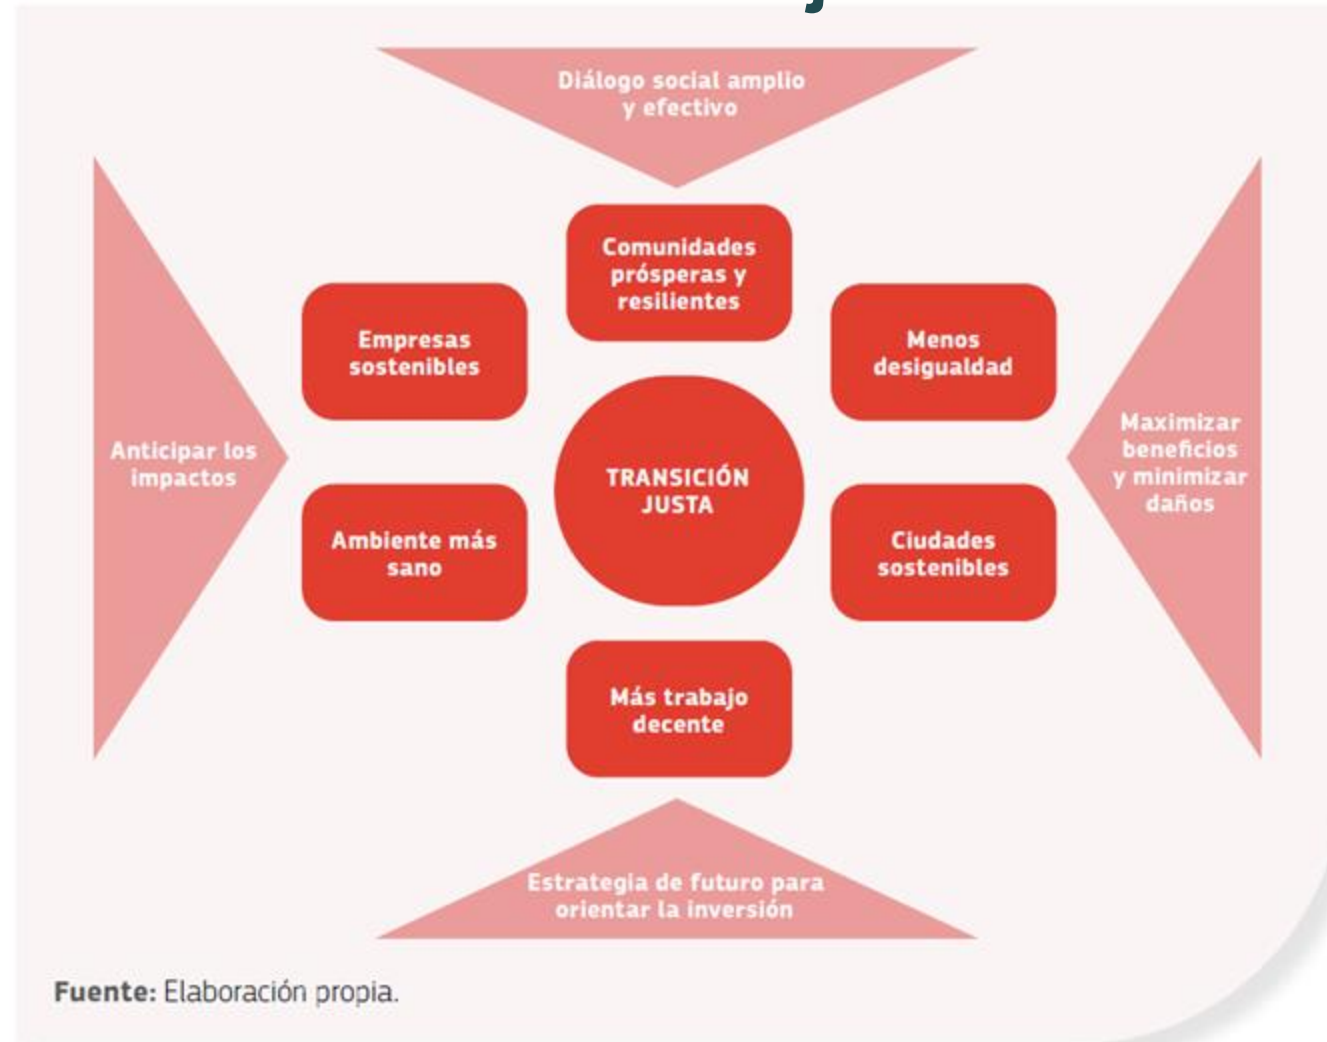 Diálogo social amplio
y efectivo
Comunidades
prósperas y
resilientes
Empresas
sostenibles
Menos
desigualdad
Anticipar los
impactos
TRANSICIÓN
JUSTA
Maximizar
beneficios
y minimizar
daños
Ambiente más
sano
Ciudades
sostenibles
Más trabajo
decente
Estrategia de futuro para
orientar la inversión
Fuente: Elaboración propia.